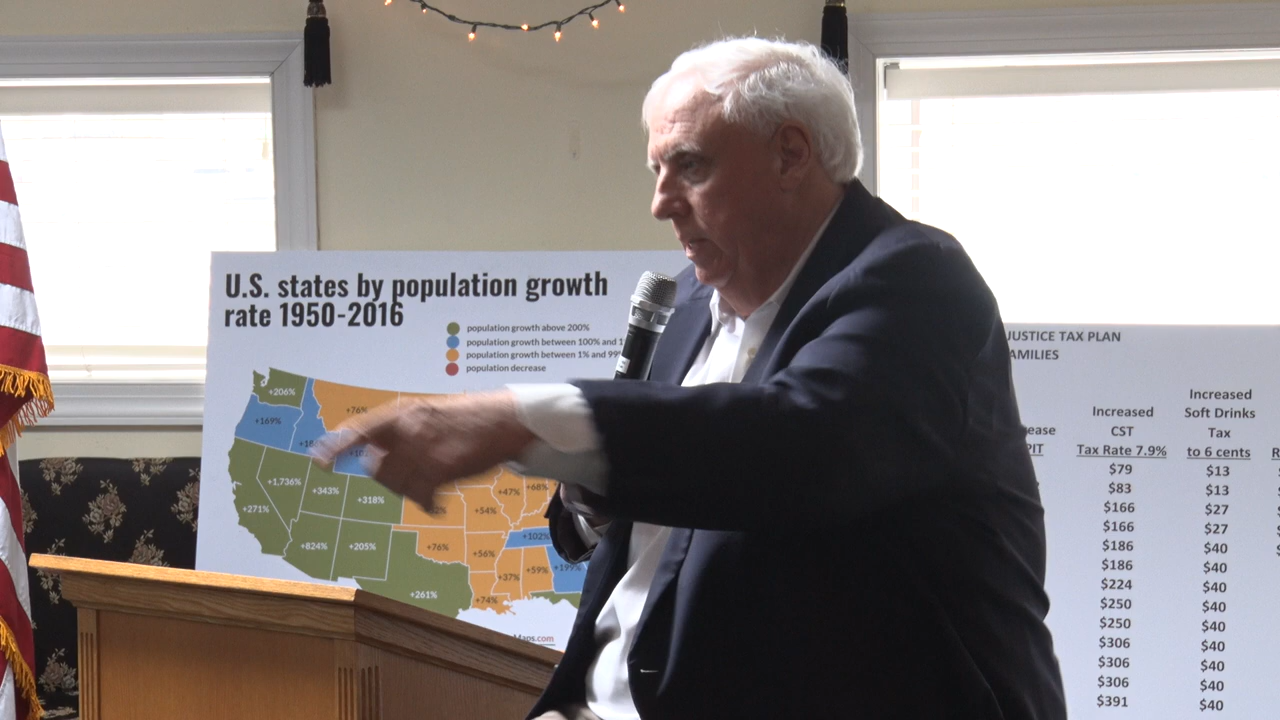 U.S. states by population growth
rate 1950-2016
population growth above 200%
population growth between 100% and
population growth between 1% and 99%
population decrease
+206%
+76%
+169%
+1,736%
+343%
+318%
+271%
+47%
+68%
+54%
+824%
+205%
+76%
+102%
+56%
+199%
+37%
+59%
+261%
+74%
Maps.com
JUSTICE TAX PLAN
AMILIES
Increased
CST
Tax Rate 7.9%
$79
$83
$166
$166
$186
$186
$224
$250
$250
$306
$306
$306
$391
Increased
Soft Drinks
Tax
to 6 cents
$13
$13
$27
$27
$40
$40
$40
$40
$40
$40
$40
$40
$40